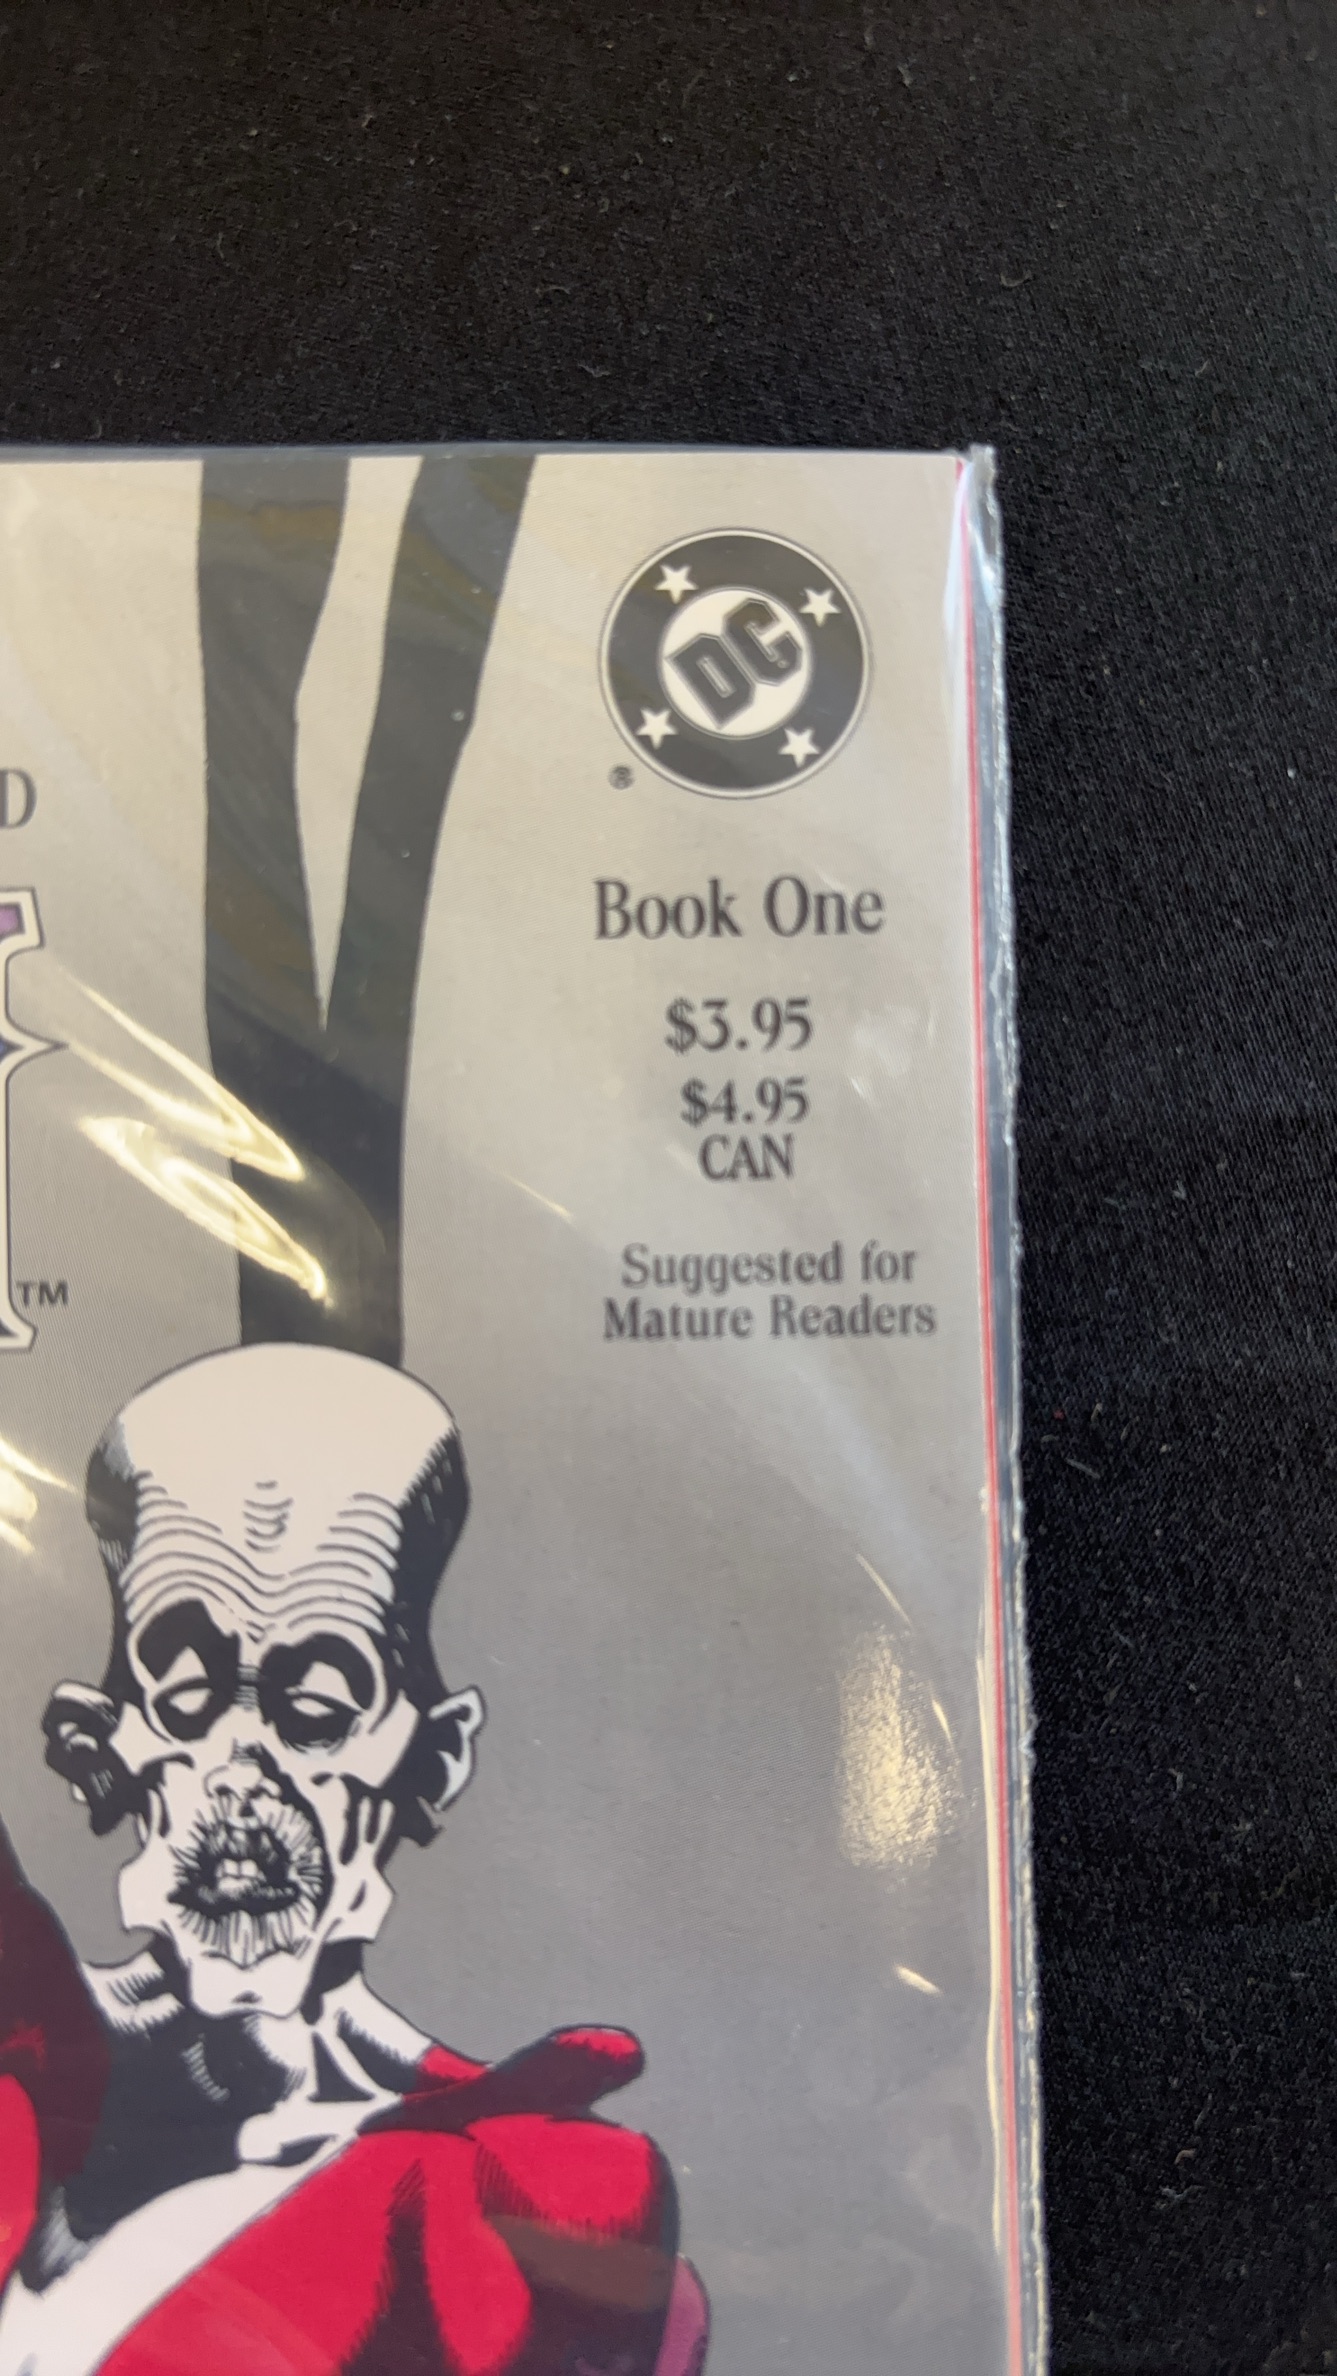 DC
®
D
Book One
$3.95
$4.95
CAN
Suggested for
Mature Readers
TM